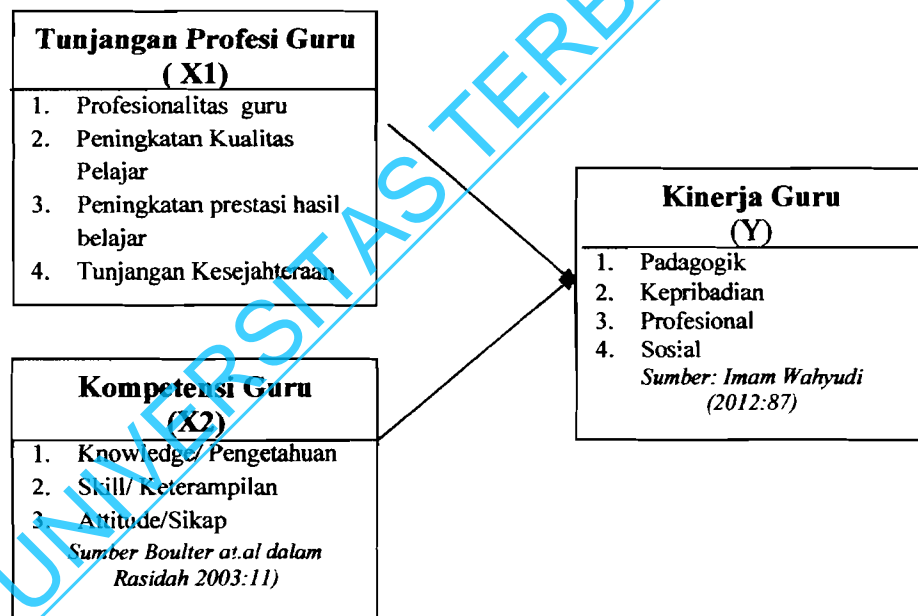 Tunjangan Profesi Guru
( X1)
1. Profesionalitas guru
2. Peningkatan Kualitas
Pelajar
3. Peningkatan prestasi hasil
belajar
4. Tunjangan Kesejahteraan
Kompetensi Guru
(X2)
1. Knowledge/ Pengetahuan
2. Skill/ Keterampilan
3. Attitude/Sikap
Sumber Boulter at.al dalam
Rasidah 2003:11)
Kinerja Guru
(Y)
1. Padagogik
2. Kepribadian
3. Profesional
4. Sosial
Sumber: Imam Wahyudi
(2012:87)
UNIVERSITAS TERB